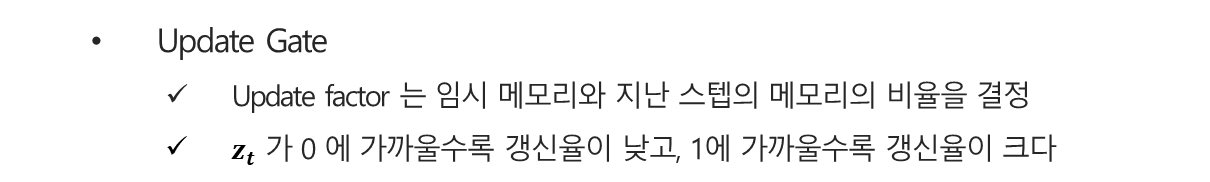 • Update Gate
✓ Update factor 는 임시 메모리와 지난 스텝의 메모리의 비율을 결정
✓ z_t 가 0 에 가까울수록 갱신율이 낮고, 1에 가까울수록 갱신율이 크다